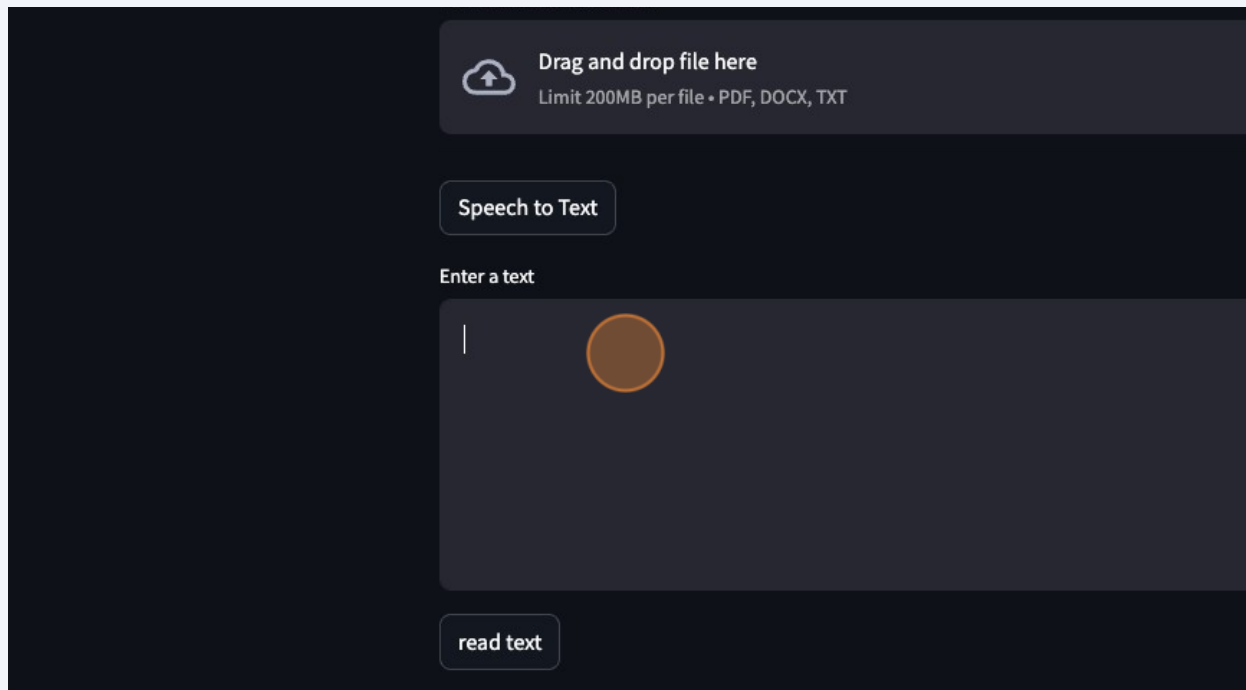 Drag and drop file here
Limit 200MB per file • PDF, DOCX, TXT
Speech to Text
Enter a text
read text